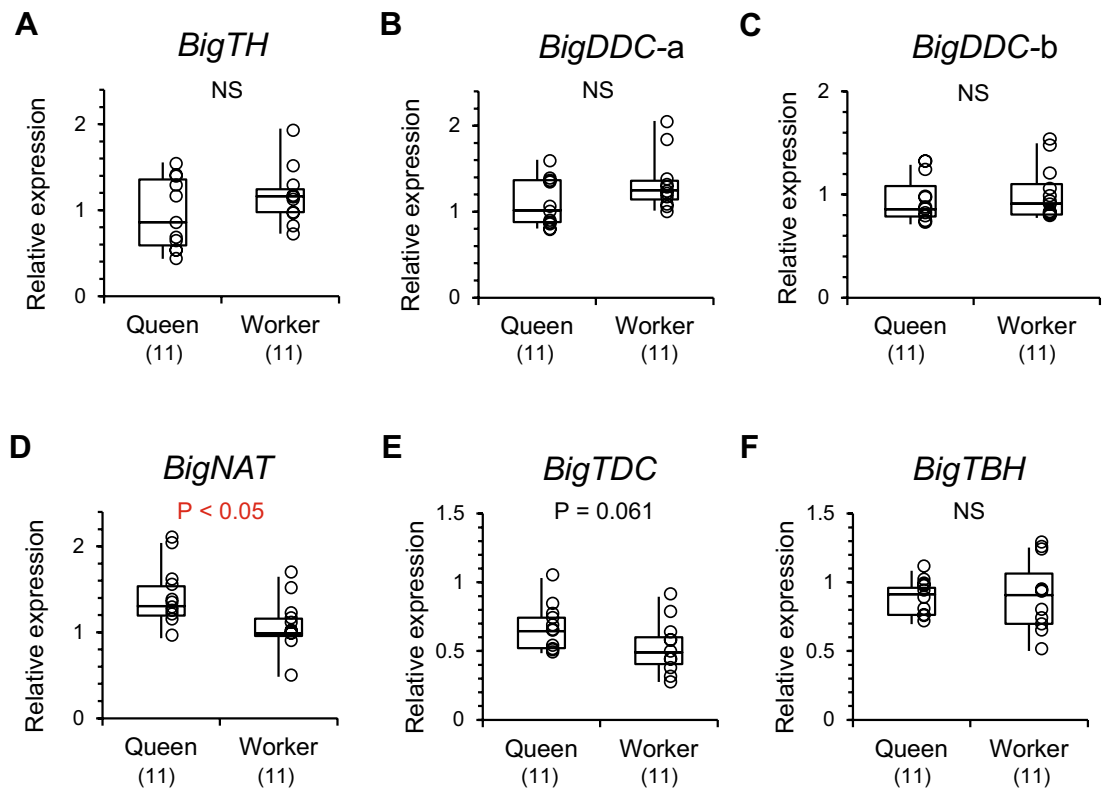 A
BigTH
NS
Relative expression
2
1
0
Queen
(11)
Worker
(11)
B
BigDDC-a
NS
Relative expression
2
1
0
Queen
(11)
Worker
(11)
C
BigDDC-b
NS
Relative expression
2
1
0
Queen
(11)
Worker
(11)
D
BigNAT
P < 0.05
Relative expression
2
1
0
Queen
(11)
Worker
(11)
E
BigTDC
P = 0.061
Relative expression
1.5
1
0.5
0
Queen
(11)
Worker
(11)
F
BigTBH
NS
Relative expression
1.5
1
0.5
0
Queen
(11)
Worker
(11)